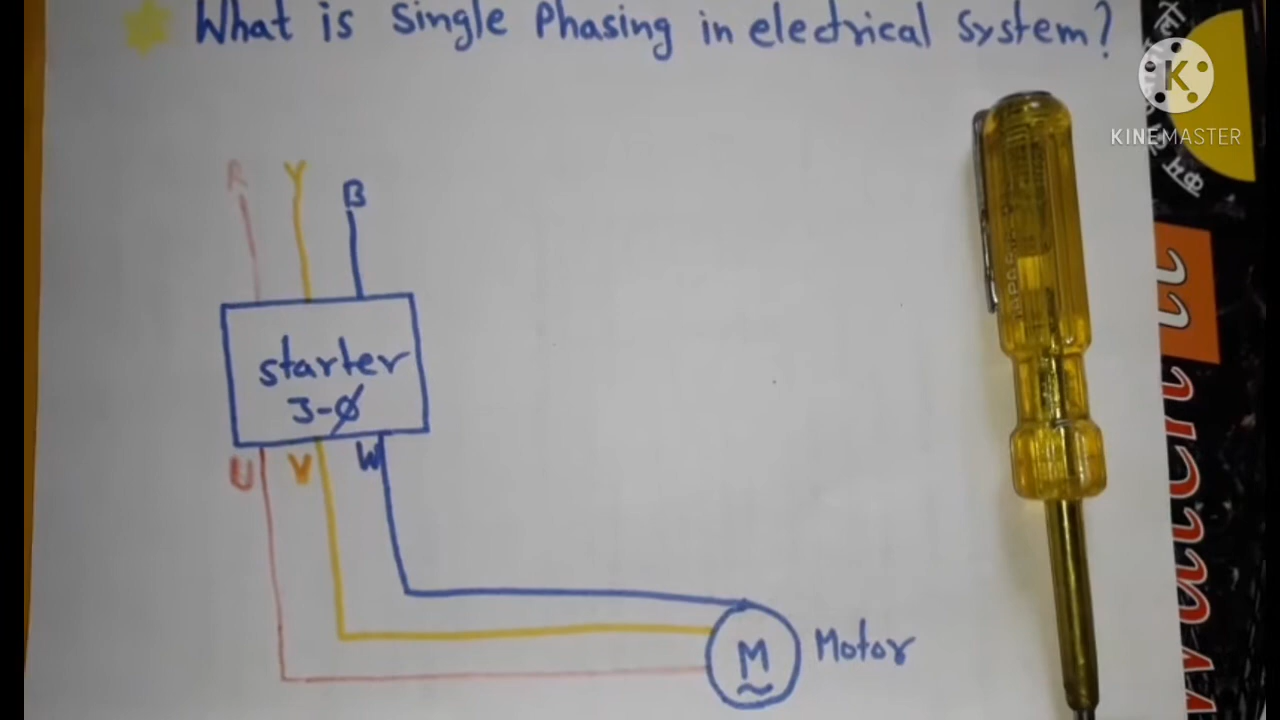 What is Single Phasing in electrical System?
KINEMASTER
R Y B
starter
3-Ø
U V W
M
Motor